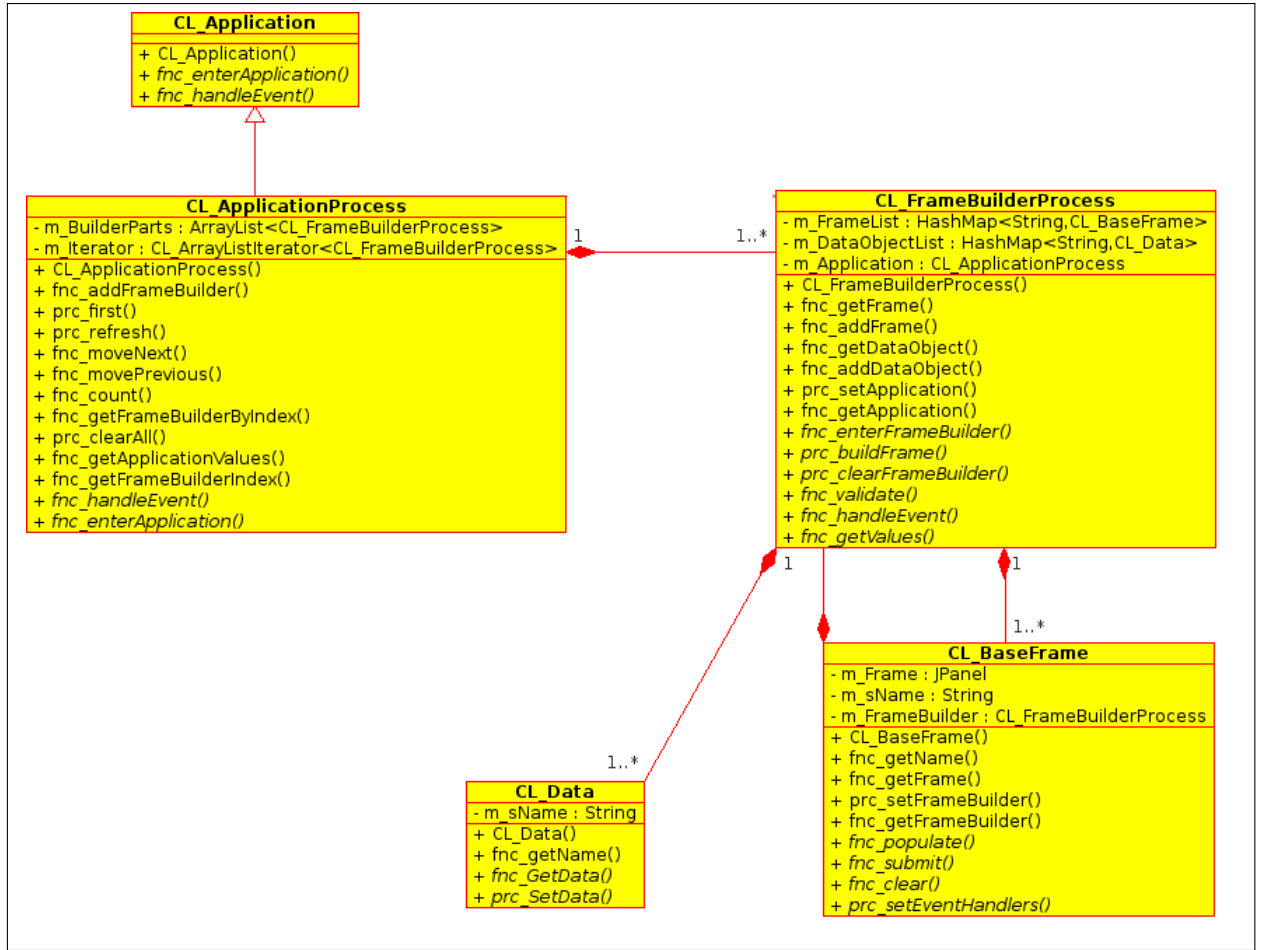 CL_Application
+ CL_Application()
+ fnc_enterApplication()
+ fnc_handleEvent()
CL_ApplicationProcess
- m_BuilderParts : ArrayList<CL_FrameBuilderProcess>
- m_Iterator : CL_ArrayListIterator<CL_FrameBuilderProcess>
+ CL_ApplicationProcess()
+ fnc_addFrameBuilder()
+ prc_first()
+ prc_refresh()
+ fnc_moveNext()
+ fnc_movePrevious()
+ fnc_count()
+ fnc_getFrameBuilderByIndex()
+ prc_clearAll()
+ fnc_getApplicationValues()
+ fnc_getFrameBuilderIndex()
+ fnc_handleEvent()
+ fnc_enterApplication()
1
1..*
CL_FrameBuilderProcess
- m_FrameList : HashMap<String,CL_BaseFrame>
- m_DataObjectList : HashMap<String,CL_Data>
- m_Application : CL_ApplicationProcess
+ CL_FrameBuilderProcess()
+ fnc_getFrame()
+ fnc_addFrame()
+ fnc_getDataObject()
+ fnc_addDataObject()
+ prc_setApplication()
+ fnc_getApplication()
+ fnc_enterFrameBuilder()
+ prc_buildFrame()
+ prc_clearFrameBuilder()
+ fnc_validate()
+ fnc_handleEvent()
+ fnc_getValues()
1
1
1..*
1..*
CL_BaseFrame
- m_Frame : JPanel
- m_sName : String
- m_FrameBuilder : CL_FrameBuilderProcess
+ CL_BaseFrame()
+ fnc_getName()
+ fnc_getFrame()
+ prc_setFrameBuilder()
+ fnc_getFrameBuilder()
+ fnc_populate()
+ fnc_submit()
+ fnc_clear()
+ prc_setEventHandlers()
CL_Data
- m_sName : String
+ CL_Data()
+ fnc_getName()
+ fnc_GetData()
+ prc_SetData()